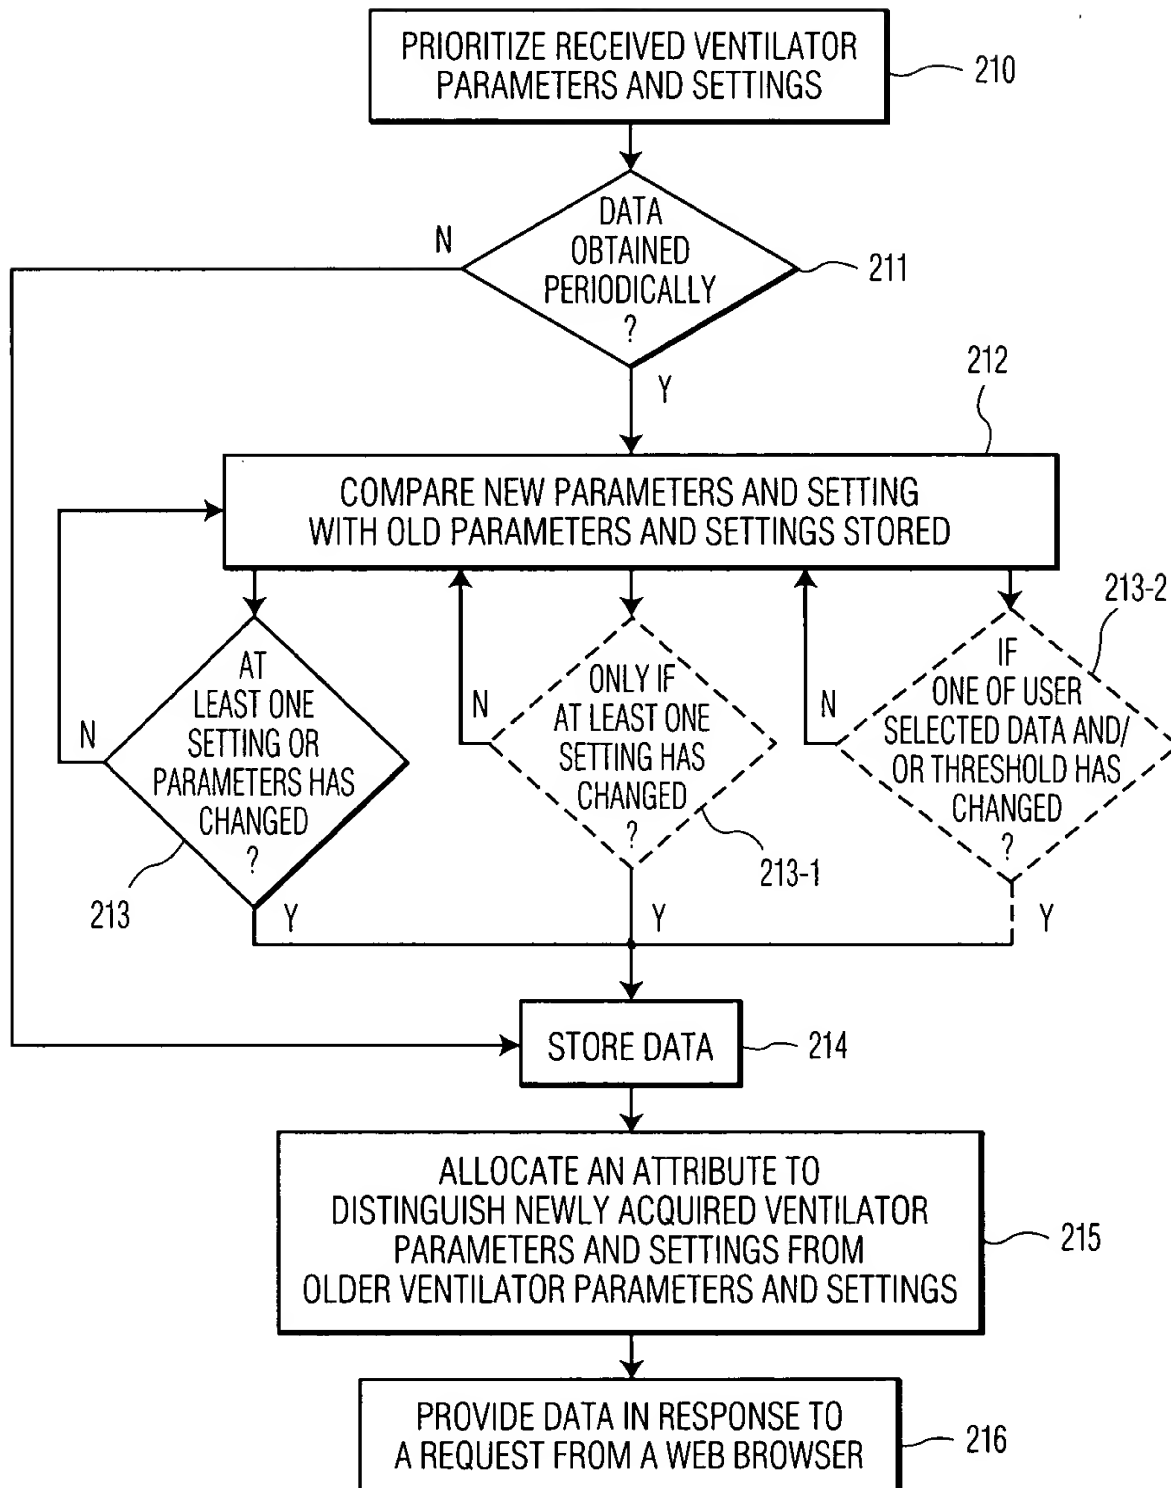 PRIORITIZE RECEIVED VENTILATOR
PARAMETERS AND SETTINGS
210
DATA
OBTAINED
PERIODICALLY
?
N
211
Y
212
COMPARE NEW PARAMETERS AND SETTING
WITH OLD PARAMETERS AND SETTINGS STORED
AT
LEAST ONE
SETTING OR
PARAMETERS HAS
CHANGED
?
N
213
Y
ONLY IF
AT LEAST ONE
SETTING HAS
CHANGED
?
N
213-1
Y
213-2
IF
ONE OF USER
SELECTED DATA AND/
OR THRESHOLD HAS
CHANGED
?
N
Y
STORE DATA
214
ALLOCATE AN ATTRIBUTE TO
DISTINGUISH NEWLY ACQUIRED VENTILATOR
PARAMETERS AND SETTINGS FROM
OLDER VENTILATOR PARAMETERS AND SETTINGS
215
PROVIDE DATA IN RESPONSE TO
A REQUEST FROM A WEB BROWSER
216